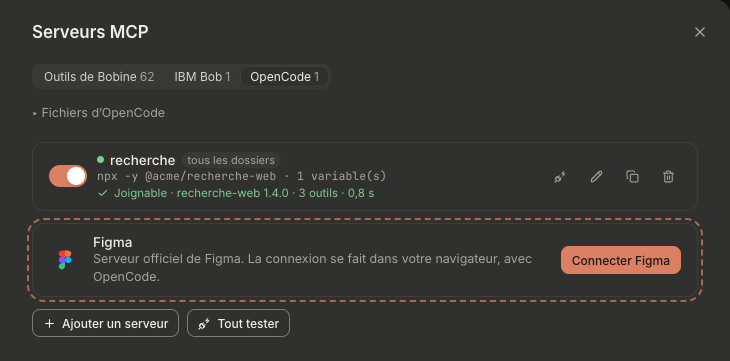 Serveurs MCP
Outils de Bobine 62 IBM Bob 1 OpenCode 1
Fichiers d'OpenCode
recherche tous les dossiers
npx -y @acme/recherche-web · 1 variable(s)
Joignable · recherche-web 1.4.0 · 3 outils · 0,8 s
Figma
Serveur officiel de Figma. La connexion se fait dans votre navigateur, avec
OpenCode.
Connecter Figma
Ajouter un serveur Tout tester